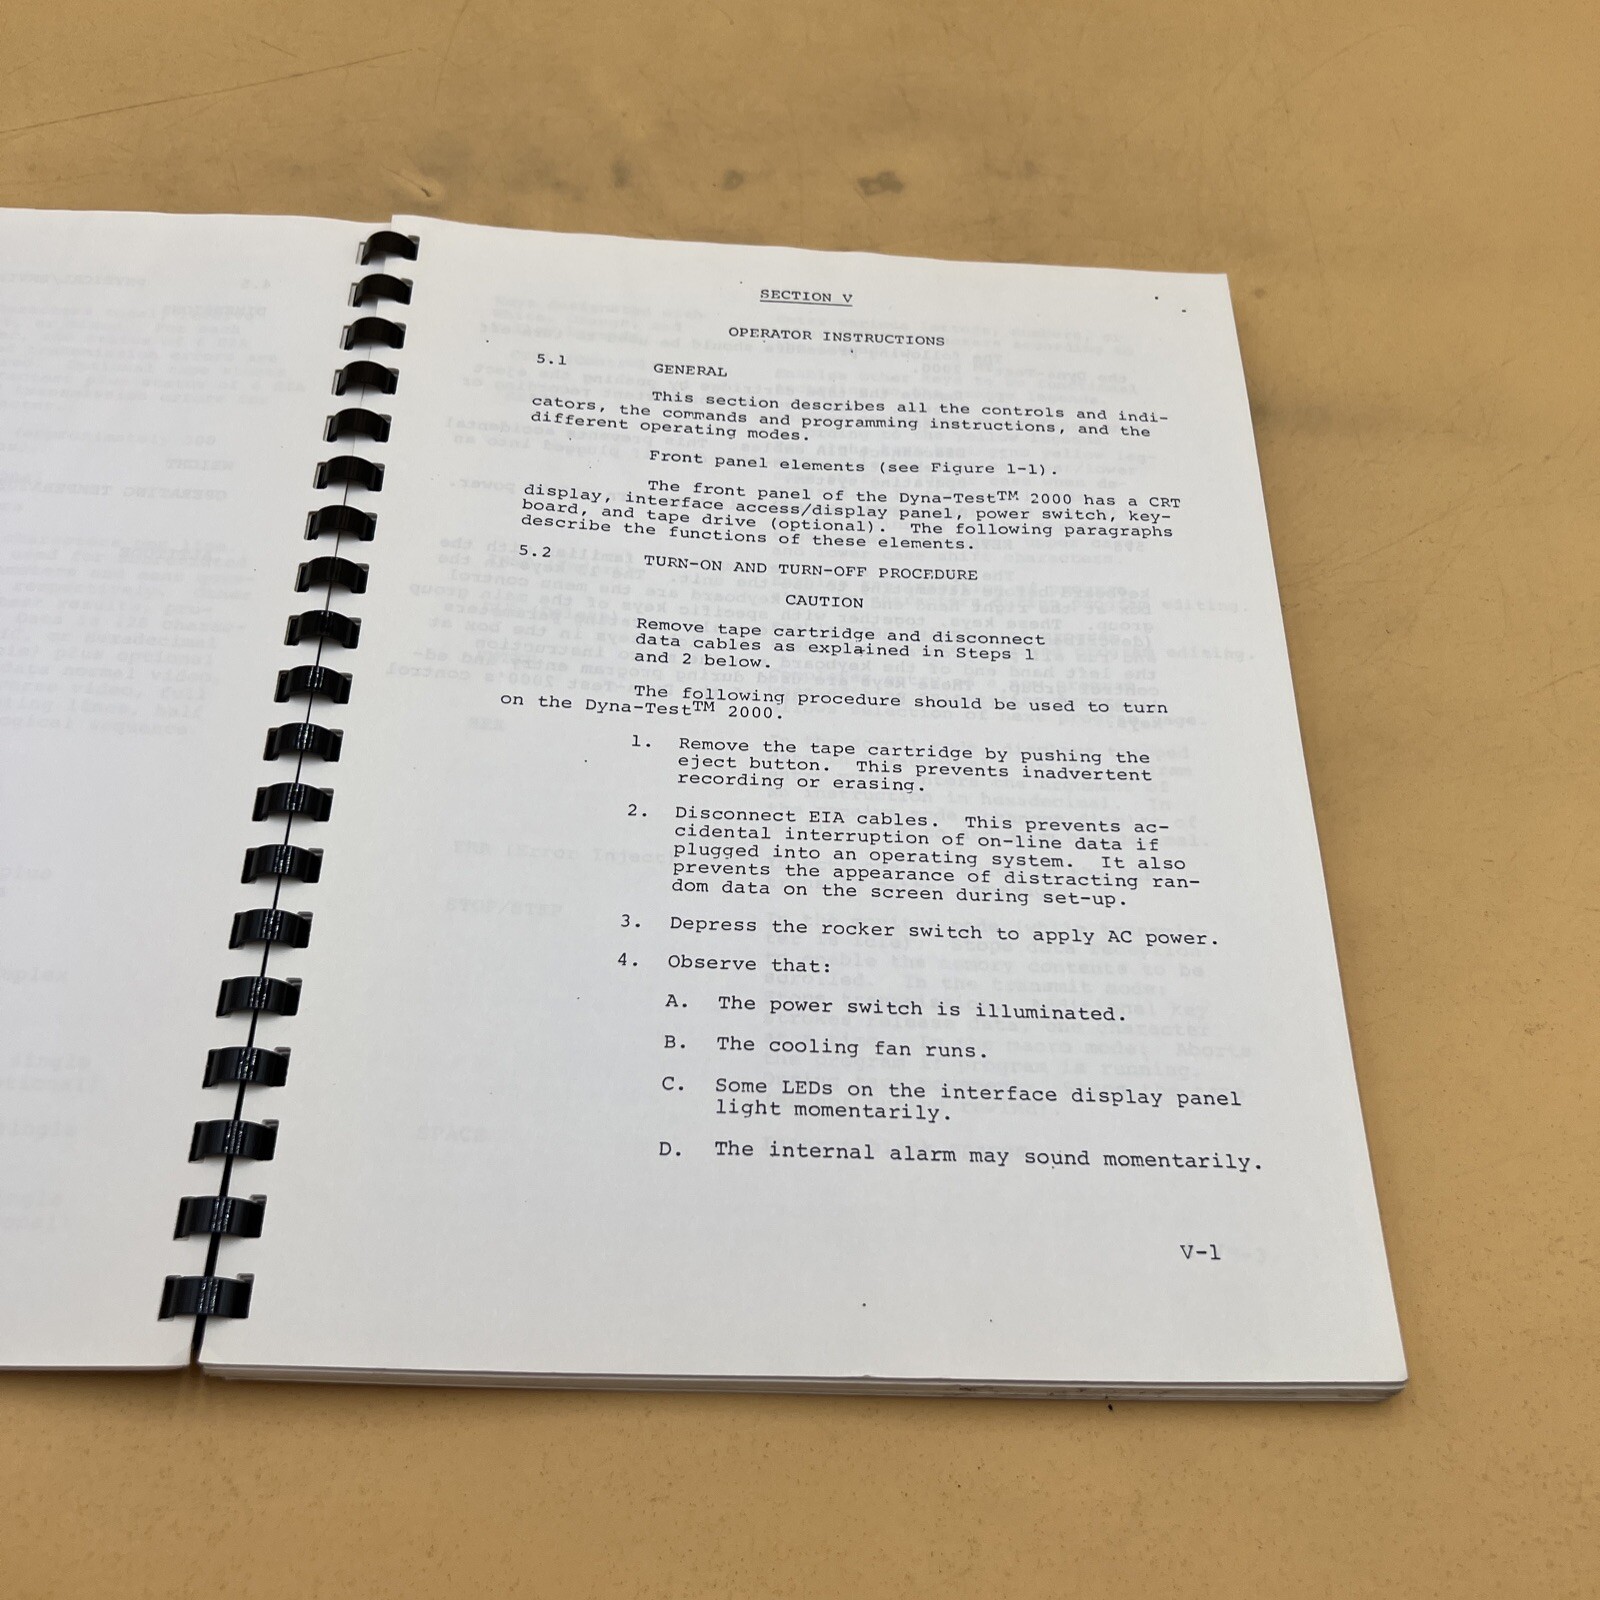 SECTION V
OPERATOR INSTRUCTIONS
5.1 GENERAL
This section describes all the controls and indi-
cators, the commands and programming instructions, and the
different operating modes.
Front panel elements (see Figure 1-1).
The front panel of the Dyna-Test™ 2000 has a CRT
display, interface access/display panel, power switch, key-
board, and tape drive (optional). The following paragraphs
describe the functions of these elements.
5.2 TURN-ON AND TURN-OFF PROCEDURE
CAUTION
Remove tape cartridge and disconnect
data cables as explained in Steps 1
and 2 below.
The following procedure should be used to turn
on the Dyna-Test™ 2000.
1. Remove the tape cartridge by pushing the
eject button. This prevents inadvertent
recording or erasing.
2. Disconnect EIA cables. This prevents ac-
cidental interruption of on-line data if
plugged into an operating system. It also
prevents the appearance of distracting ran-
dom data on the screen during set-up.
3. Depress the rocker switch to apply AC power.
4. Observe that:
A. The power switch is illuminated.
B. The cooling fan runs.
C. Some LEDs on the interface display panel
light momentarily.
D. The internal alarm may sound momentarily.
V-1